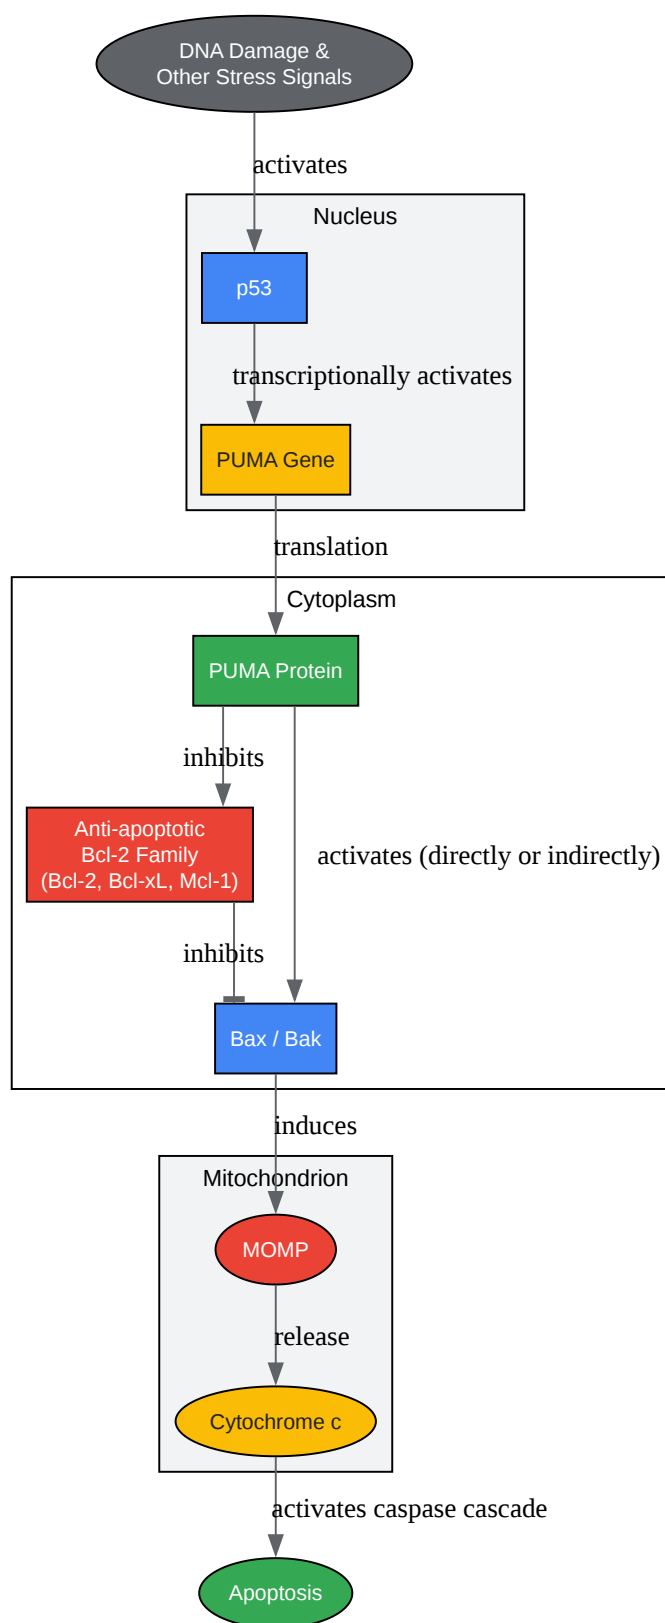 DNA Damage &
Other Stress Signals
activates
Nucleus
p53
transcriptionally activates
PUMA Gene
translation
Cytoplasm
PUMA Protein
inhibits
Anti-apoptotic
Bcl-2 Family
(Bcl-2, Bcl-xL, Mcl-1)
activates (directly or indirectly)
inhibits
Bax / Bak
induces
Mitochondrion
MOMP
release
Cytochrome c
activates caspase cascade
Apoptosis